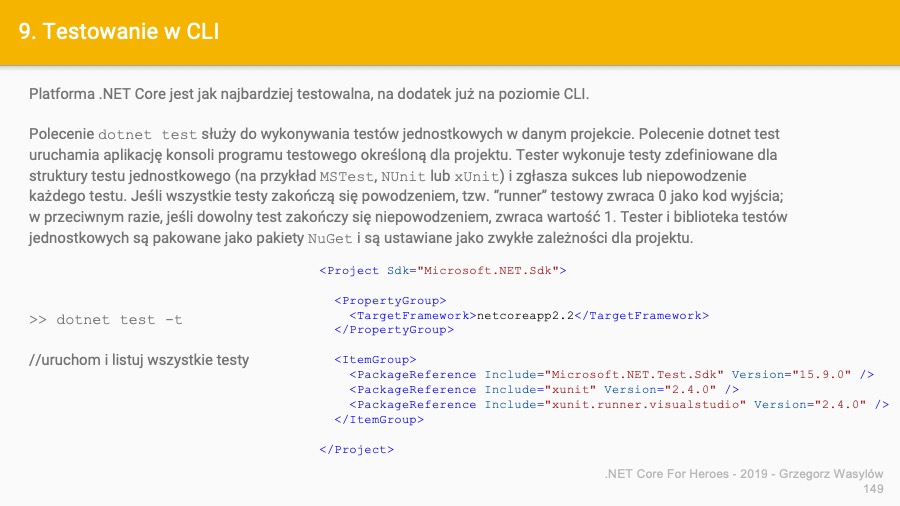 9. Testowanie w CLI
Platforma .NET Core jest jak najbardziej testowalna, na dodatek już na poziomie CLI.
Polecenie dotnet test służy do wykonywania testów jednostkowych w danym projekcie. Polecenie dotnet test
uruchamia aplikację konsoli programu testowego określoną dla projektu. Tester wykonuje testy zdefiniowane dla
struktury testu jednostkowego (na przykład MSTest, NUnit lub xUnit) i zgłasza sukces lub niepowodzenie
każdego testu. Jeśli wszystkie testy zakończą się powodzeniem, tzw. “runner” testowy zwraca 0 jako kod wyjścia;
w przeciwnym razie, jeśli dowolny test zakończy się niepowodzeniem, zwraca wartość 1. Tester i biblioteka testów
jednostkowych są pakowane jako pakiety NuGet i są ustawiane jako zwykłe zależności dla projektu.
>> dotnet test -t
//uruchom i listuj wszystkie testy
<Project Sdk="Microsoft.NET.Sdk">
<PropertyGroup>
<TargetFramework>netcoreapp2.2</TargetFramework>
</PropertyGroup>
<ItemGroup>
<PackageReference Include="Microsoft.NET.Test.Sdk" Version="15.9.0" />
<PackageReference Include="xunit" Version="2.4.0" />
<PackageReference Include="xunit.runner.visualstudio" Version="2.4.0" />
</ItemGroup>
</Project>
.NET Core For Heroes - 2019 - Grzegorz Wasylów
149